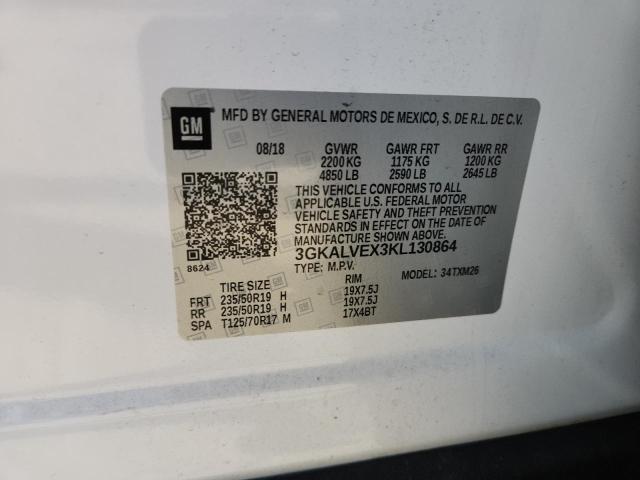 GM
MFD BY GENERAL MOTORS DE MEXICO, S. DE R.L. DE C.V.
08/18 GVWR GAWR FRT GAWR RR
2200 KG 1175 KG 1200 KG
4850 LB 2590 LB 2645 LB
THIS VEHICLE CONFORMS TO ALL
APPLICABLE U.S. FEDERAL MOTOR
VEHICLE SAFETY AND THEFT PREVENTION
STANDARDS IN EFFECT ON THE DATE OF
MANUFACTURE SHOWN ABOVE.
8624 3GKALVEX3KL130864
TYPE: M.P.V. MODEL: 34TXM26
TIRE SIZE RIM
FRT 235/50R19 H 19X7.5J
RR 235/50R19 H 19X7.5J
SPA T125/70R17 M 17X4BT